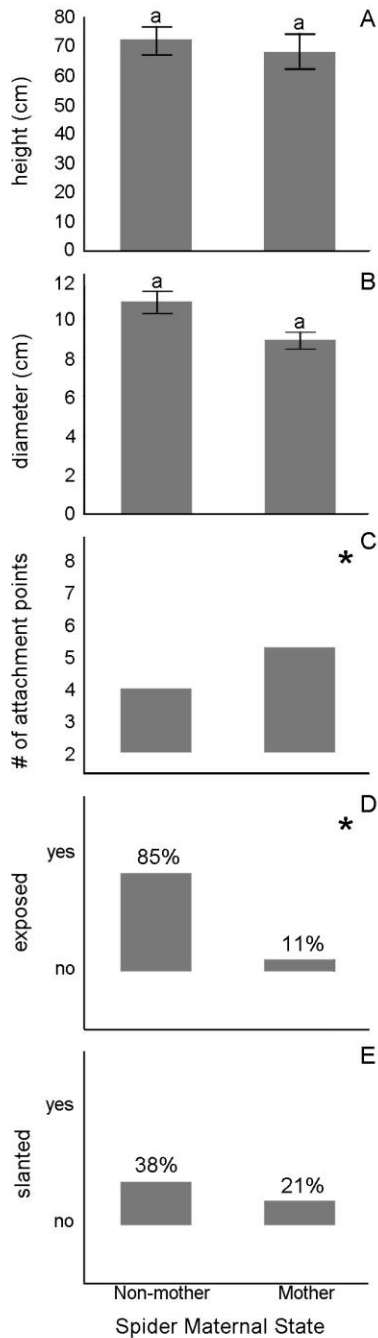 A
80
a
a
70
60
50
40
30
20
10
0
height (cm)
B
12
a
a
10
8
6
4
2
0
diameter (cm)
C
*
8
7
6
5
4
3
2
# of attachment points
D
*
yes
85%
11%
no
exposed
E
yes
38%
21%
no
slanted
Non-mother Mother
Spider Maternal State